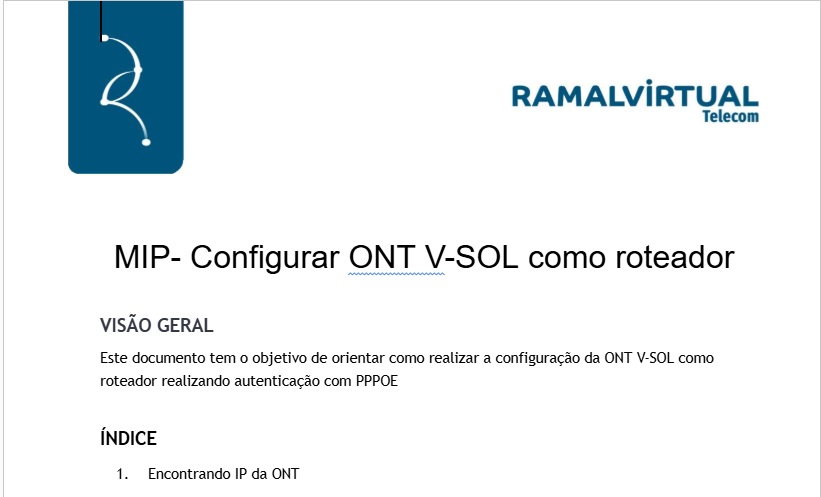 RAMALVİRTUAL
Telecom
MIP- Configurar ONT V-SOL como roteador
VISÃO GERAL
Este documento tem o objetivo de orientar como realizar a configuração da ONT V-SOL como
roteador realizando autenticação com PPPOE
ÍNDICE
1. Encontrando IP da ONT